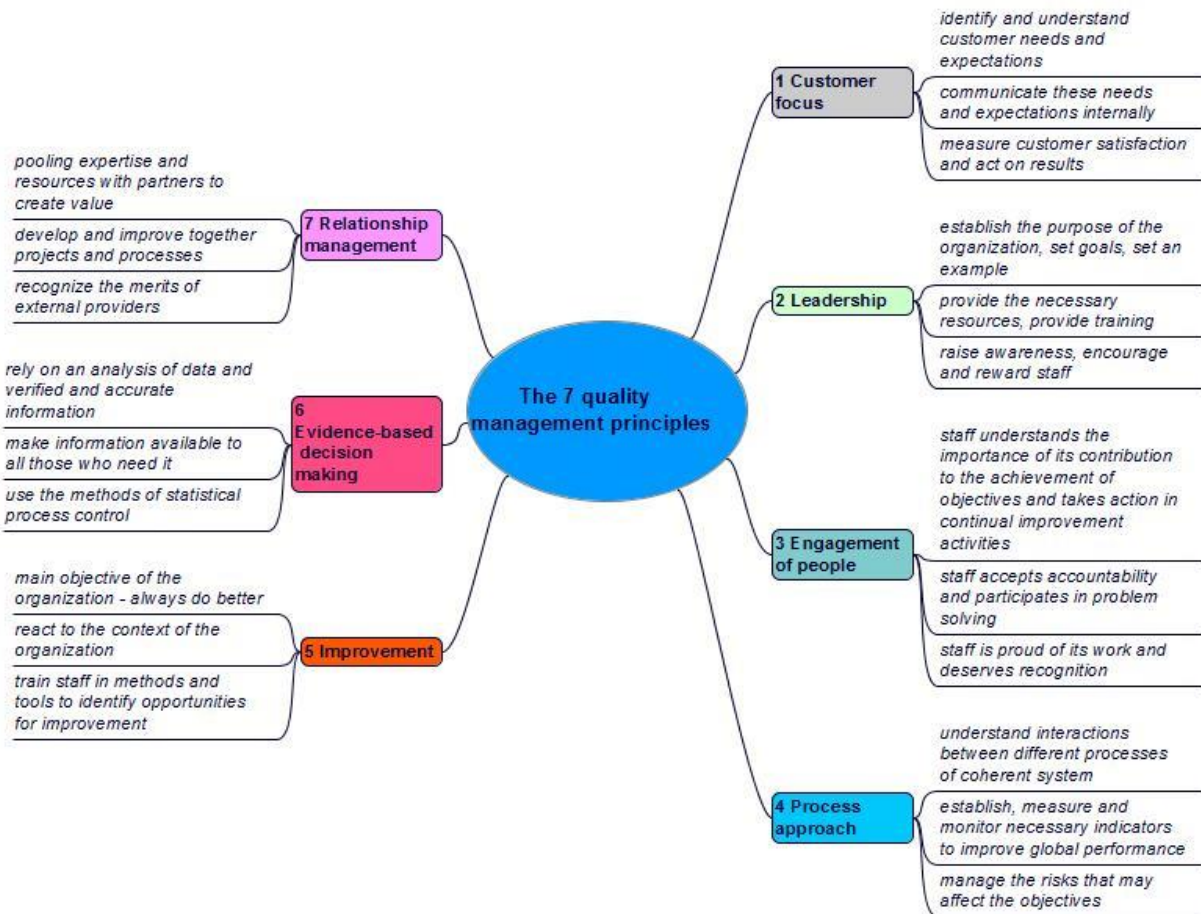 The 7 quality
management principles
1 Customer
focus
identify and understand
customer needs and
expectations
communicate these needs
and expectations internally
measure customer satisfaction
and act on results
2 Leadership
establish the purpose of the
organization, set goals, set an
example
provide the necessary
resources, provide training
raise awareness, encourage
and reward staff
3 Engagement
of people
staff understands the
importance of its contribution
to the achievement of
objectives and takes action in
continual improvement
activities
staff accepts accountability
and participates in problem
solving
staff is proud of its work and
deserves recognition
4 Process
approach
understand interactions
between different processes
of coherent system
establish, measure and
monitor necessary indicators
to improve global performance
manage the risks that may
affect the objectives
5 Improvement
main objective of the
organization - always do better
react to the context of the
organization
train staff in methods and
tools to identify opportunities
for improvement
6
Evidence-based
decision
making
rely on an analysis of data and
verified and accurate
information
make information available to
all those who need it
use the methods of statistical
process control
7 Relationship
management
pooling expertise and
resources with partners to
create value
develop and improve together
projects and processes
recognize the merits of
external providers